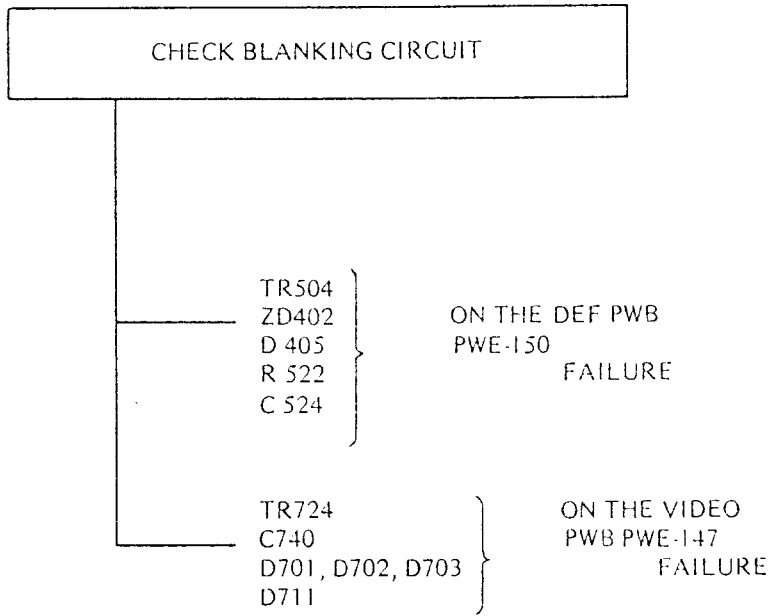 CHECK BLANKING CIRCUIT
TR504
ZD402
D 405
R 522
C 524
ON THE DEF PWB
PWE-150
FAILURE
TR724
C740
D701, D702, D703
D711
ON THE VIDEO
PWB PWE-147
FAILURE